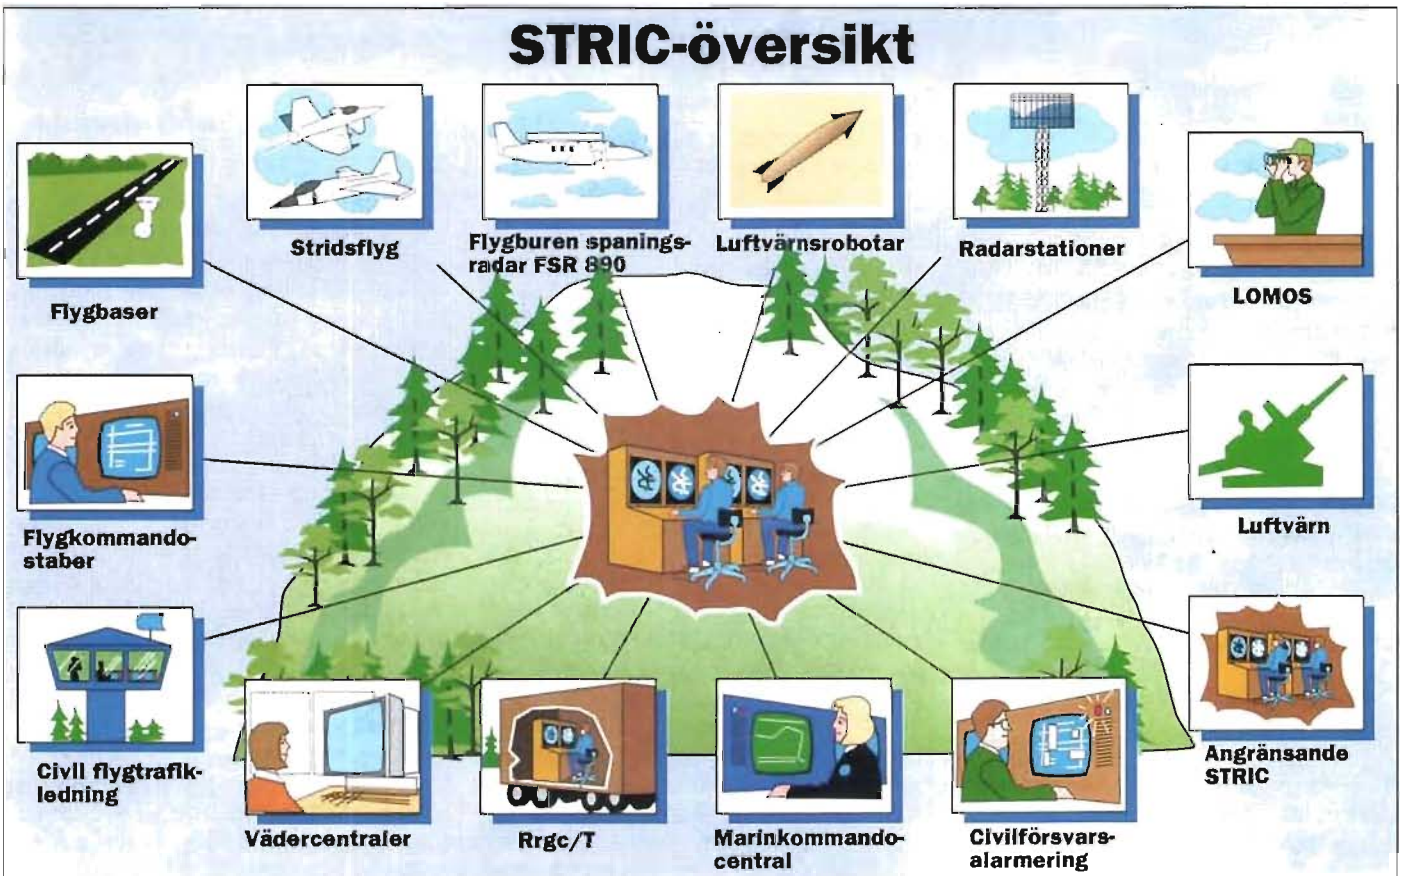 STRIC-översikt
Flygbaser
Stridsflyg
Flygburen spanings-
radar FSR 890
Luftvärnsrobotar
Radarstationer
LOMOS
Flygkommando-
staber
Luftvärn
Civil flygtrafik-
ledning
Vädercentraler
Rrgc/T
Marinkommando-
central
Civilförsvars-
alarmering
Angränsande
STRIC